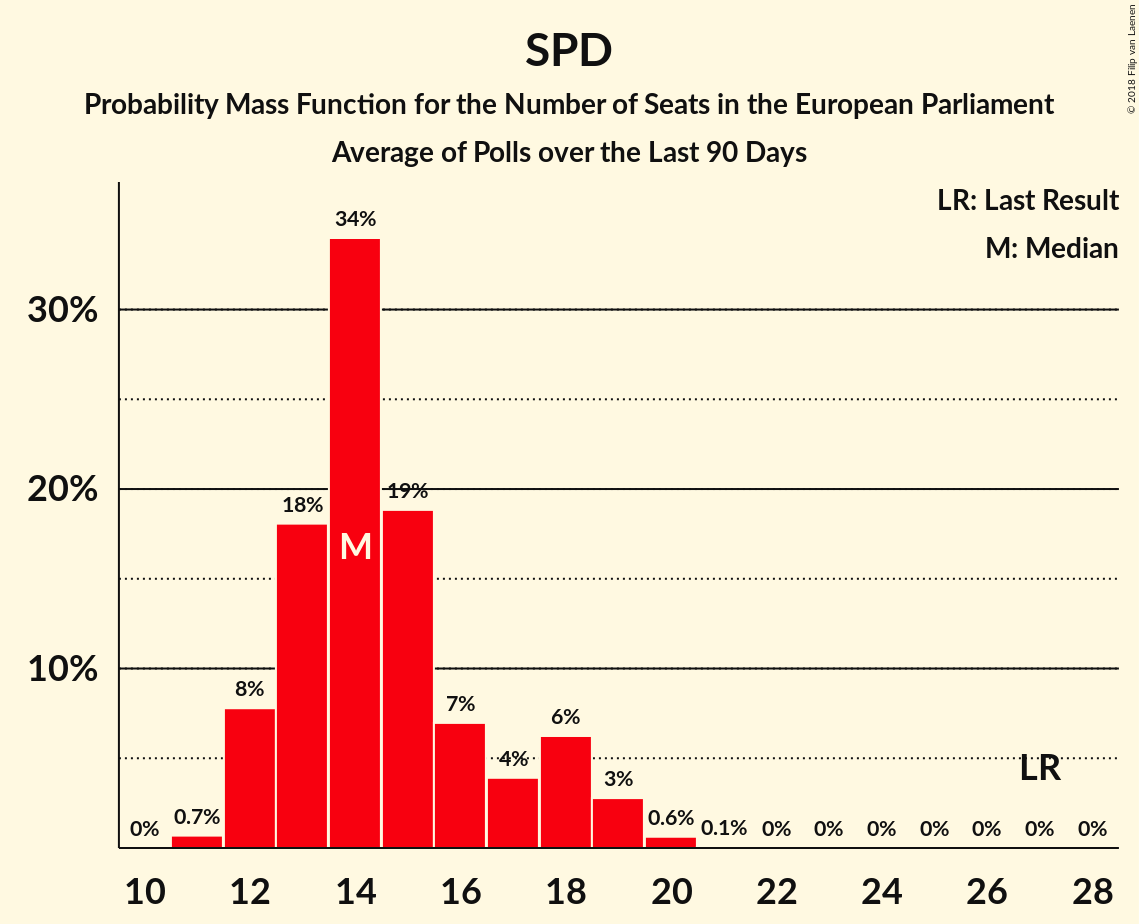 SPD
Probability Mass Function for the Number of Seats in the European Parliament
Average of Polls over the Last 90 Days
© 2018 Filip van Laenen
LR: Last Result
M: Median
30%
20%
10%
0%
0.7%
8%
18%
34%
19%
7%
4%
6%
3%
0.6%
0.1%
0%
0%
0%
0%
0%
0%
0%
M
LR
10 12 14 16 18 20 22 24 26 28